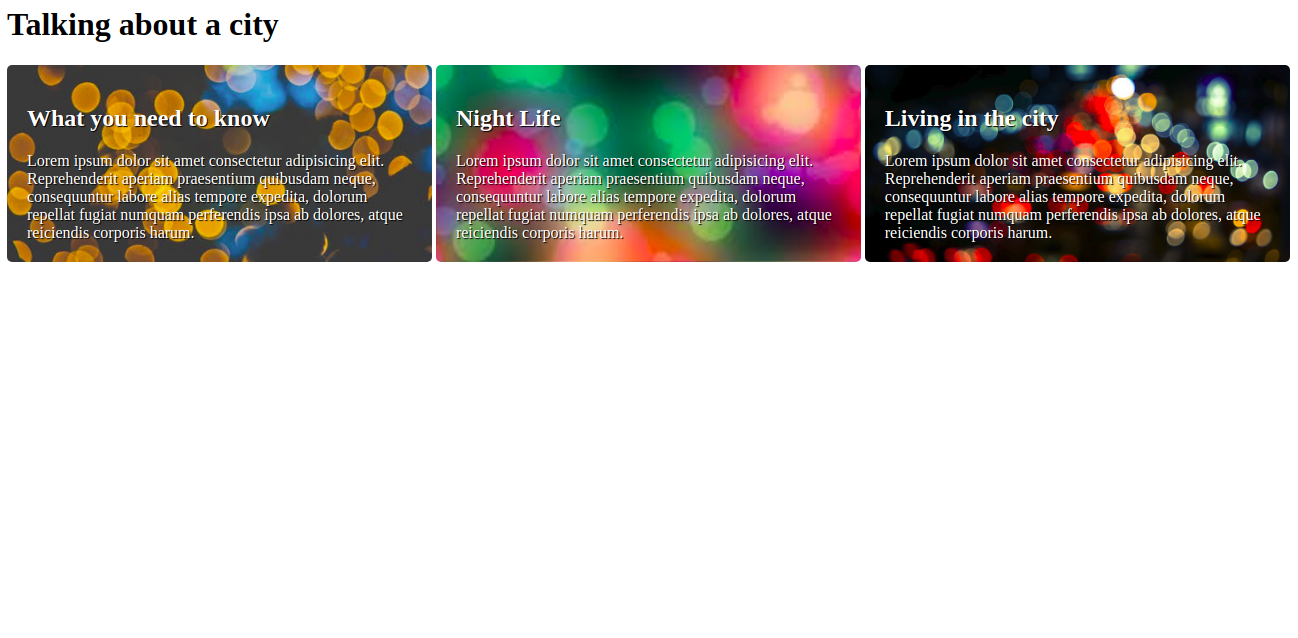 Talking about a city
What you need to know
Lorem ipsum dolor sit amet consectetur adipisicing elit.
Reprehenderit aperiam praesentium quibusdam neque,
consequuntur labore alias tempore expedita, dolorum
repellat fugiat numquam perferendis ipsa ab dolores, atque
reiciendis corporis harum.
Night Life
Lorem ipsum dolor sit amet consectetur adipisicing elit.
Reprehenderit aperiam praesentium quibusdam neque,
consequuntur labore alias tempore expedita, dolorum
repellat fugiat numquam perferendis ipsa ab dolores, atque
reiciendis corporis harum.
Living in the city
Lorem ipsum dolor sit amet consectetur adipisicing elit.
Reprehenderit aperiam praesentium quibusdam neque,
consequuntur labore alias tempore expedita, dolorum
repellat fugiat numquam perferendis ipsa ab dolores, atque
reiciendis corporis harum.